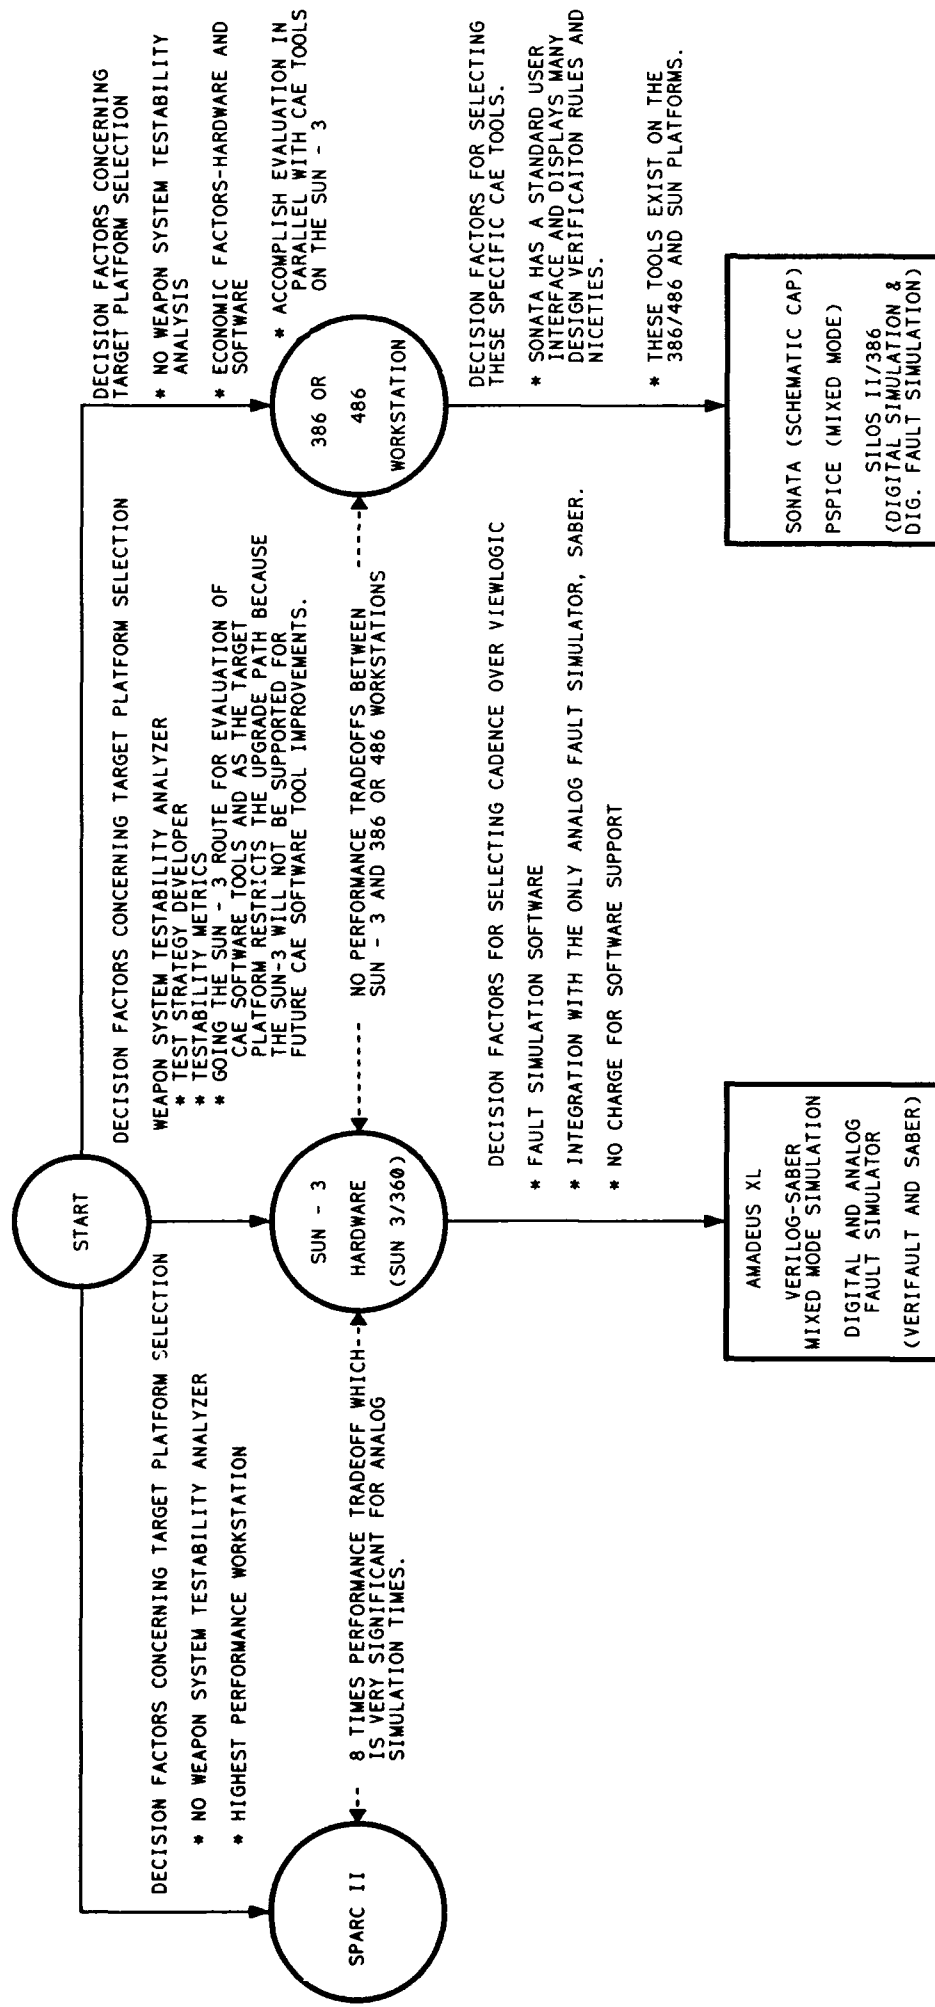 START
DECISION FACTORS CONCERNING TARGET PLATFORM SELECTION
* NO WEAPON SYSTEM TESTABILITY ANALYZER
* HIGHEST PERFORMANCE WORKSTATION
DECISION FACTORS CONCERNING TARGET PLATFORM SELECTION
WEAPON SYSTEM TESTABILITY ANALYZER
* TEST STRATEGY DEVELOPER
* TESTABILITY METRICS
* GOING THE SUN - 3 ROUTE FOR EVALUATION OF
CAE SOFTWARE TOOLS AND AS THE TARGET
PLATFORM RESTRICTS THE UPGRADE PATH BECAUSE
THE SUN-3 WILL NOT BE SUPPORTED FOR
FUTURE CAE SOFTWARE TOOL IMPROVEMENTS.
DECISION FACTORS CONCERNING
TARGET PLATFORM SELECTION
* NO WEAPON SYSTEM TESTABILITY
ANALYSIS
* ECONOMIC FACTORS-HARDWARE AND
SOFTWARE
* ACCOMPLISH EVALUATION IN
PARALLEL WITH CAE TOOLS
ON THE SUN - 3
SPARC II
8 TIMES PERFORMANCE TRADEOFF WHICH
IS VERY SIGNIFICANT FOR ANALOG
SIMULATION TIMES.
SUN - 3
HARDWARE
(SUN 3/360)
NO PERFORMANCE TRADEOFFS BETWEEN
SUN - 3 AND 386 OR 486 WORKSTATIONS
386 OR
486
WORKSTATION
DECISION FACTORS FOR SELECTING CADENCE OVER VIEWLOGIC
* FAULT SIMULATION SOFTWARE
* INTEGRATION WITH THE ONLY ANALOG FAULT SIMULATOR, SABER.
* NO CHARGE FOR SOFTWARE SUPPORT
DECISION FACTORS FOR SELECTING
THESE SPECIFIC CAE TOOLS.
* SONATA HAS A STANDARD USER
INTERFACE AND DISPLAYS MANY
DESIGN VERIFICAITON RULES AND
NICETIES.
* THESE TOOLS EXIST ON THE
386/486 AND SUN PLATFORMS.
AMADEUS XL
VERILOG-SABER
MIXED MODE SIMULATION
DIGITAL AND ANALOG
FAULT SIMULATOR
(VERIFAULT AND SABER)
SONATA (SCHEMATIC CAP)
PSPICE (MIXED MODE)
SILOS II/386
(DIGITAL SIMULATION &
DIG. FAULT SIMULATION)